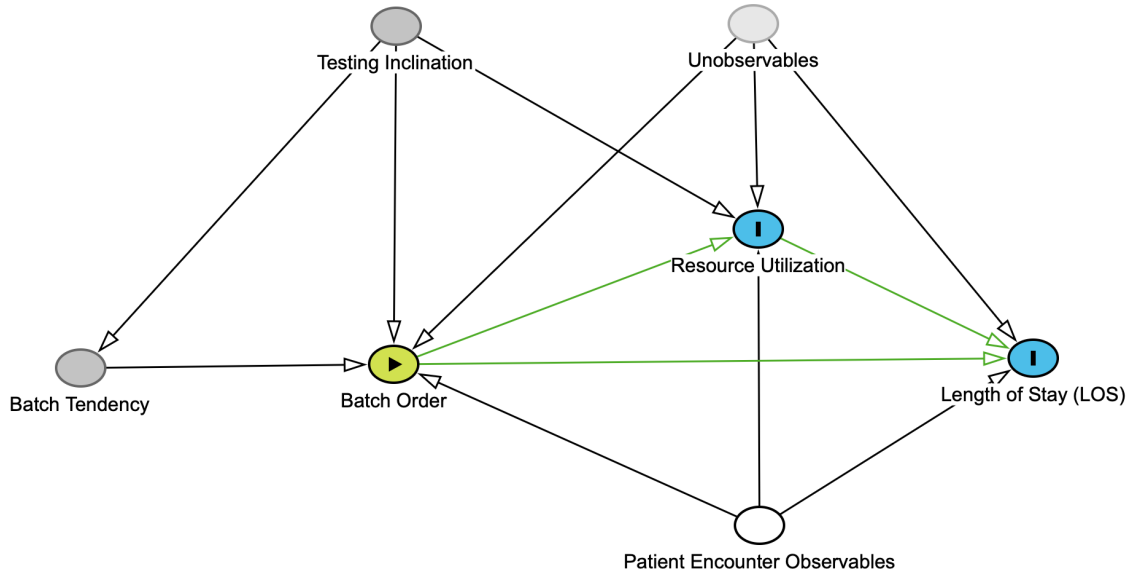 Testing Inclination
Unobservables
Resource Utilization
Batch Tendency
Batch Order
Length of Stay (LOS)
Patient Encounter Observables